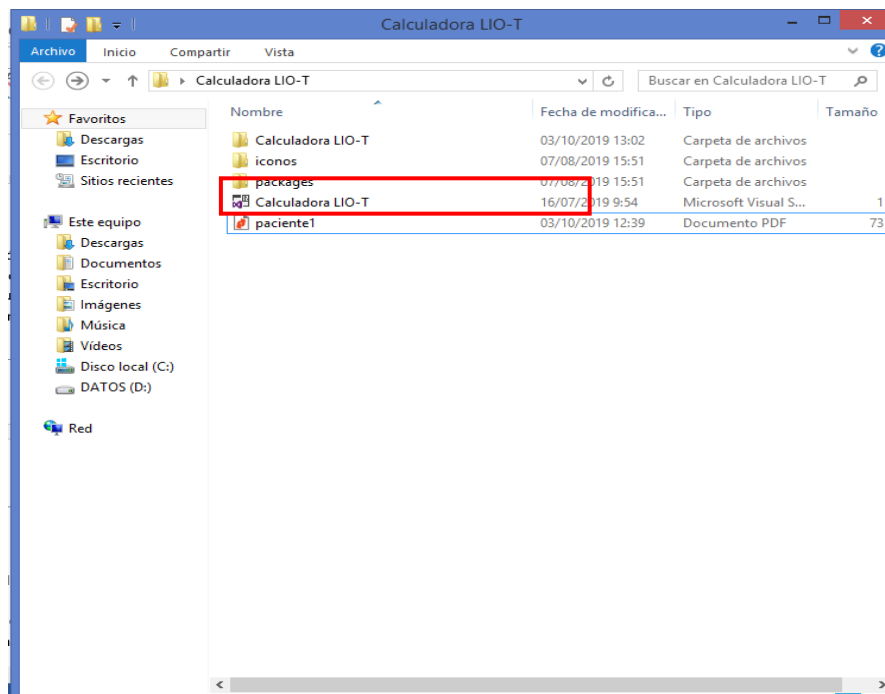 Calculadora LIO-T
Archivo Inicio Compartir Vista
Calculadora LIO-T Buscar en Calculadora LIO-T
Nombre Fecha de modifica... Tipo Tamaño
Favoritos
Descargas
Escritorio
Sitios recientes
Este equipo
Descargas
Documentos
Escritorio
Imágenes
Música
Vídeos
Disco local (C:)
DATOS (D:)
Red
Calculadora LIO-T 03/10/2019 13:02 Carpeta de archivos
iconos 07/08/2019 15:51 Carpeta de archivos
packages 07/08/2019 15:51 Carpeta de archivos
Calculadora LIO-T 16/07/2019 9:54 Microsoft Visual S... 1
paciente1 03/10/2019 12:39 Documento PDF 73